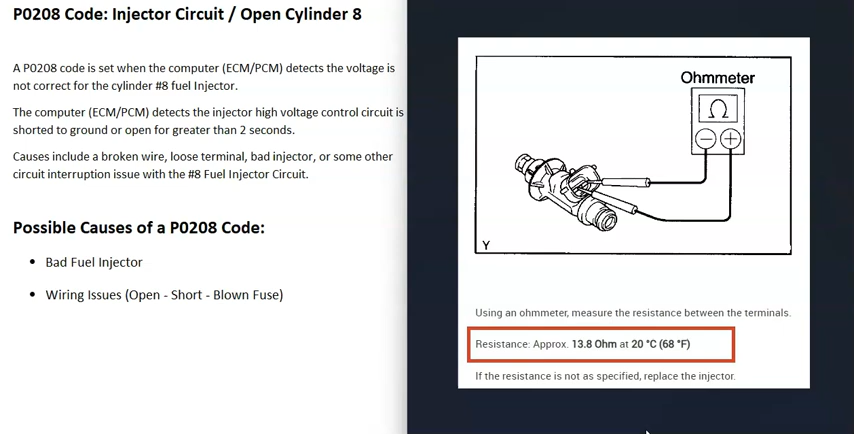 P0208 Code: Injector Circuit / Open Cylinder 8
A P0208 code is set when the computer (ECM/PCM) detects the voltage is
not correct for the cylinder #8 fuel Injector.
The computer (ECM/PCM) detects the injector high voltage control circuit is
shorted to ground or open for greater than 2 seconds.
Causes include a broken wire, loose terminal, bad injector, or some other
circuit interruption issue with the #8 Fuel Injector Circuit.
Possible Causes of a P0208 Code:
• Bad Fuel Injector
• Wiring Issues (Open - Short - Blown Fuse)
Ohmmeter
Ω
− +
Y
Using an ohmmeter, measure the resistance between the terminals.
Resistance: Approx. 13.8 Ohm at 20 °C (68 °F)
If the resistance is not as specified, replace the injector.